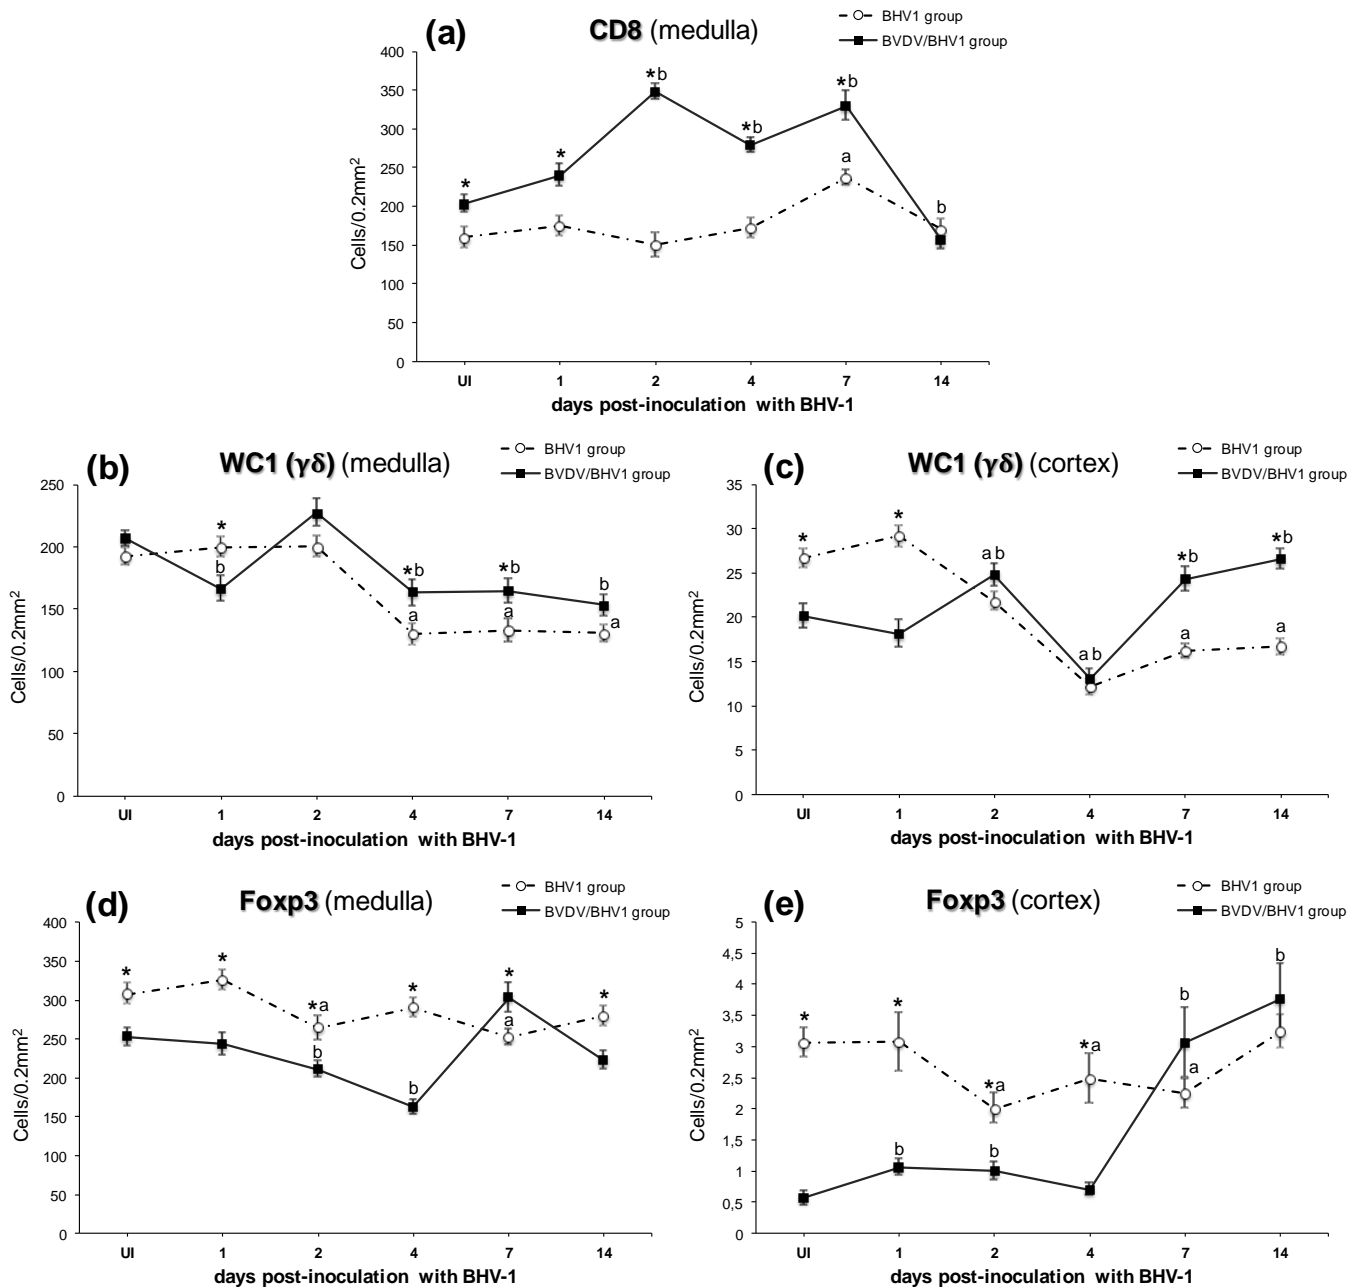 (a)
CD8 (medulla)
BHV1 group
BVDV/BHV1 group
400
350
300
250
200
150
100
50
0
Cells/0.2mm²
*
*
*b
*b
*b
a
b
UI 1 2 4 7 14
days post-inoculation with BHV-1
(b)
WC1 (γδ) (medulla)
BHV1 group
BVDV/BHV1 group
250
200
150
100
50
0
Cells/0.2mm²
*
b
*b
a
*b
a
b
a
UI 1 2 4 7 14
days post-inoculation with BHV-1
(c)
WC1 (γδ) (cortex)
BHV1 group
BVDV/BHV1 group
35
30
25
20
15
10
5
0
Cells/0.2mm²
*
*
a b
a b
*b
a
*b
a
UI 1 2 4 7 14
days post-inoculation with BHV-1
(d)
Foxp3 (medulla)
BHV1 group
BVDV/BHV1 group
400
350
300
250
200
150
100
50
0
Cells/0.2mm²
*
*
*a
b
*
b
*
a
*
UI 1 2 4 7 14
days post-inoculation with BHV-1
(e)
Foxp3 (cortex)
BHV1 group
BVDV/BHV1 group
5
4,5
4
3,5
3
2,5
2
1,5
1
0,5
0
Cells/0.2mm²
*
*
b
*a
b
*a
b
a
b
UI 1 2 4 7 14
days post-inoculation with BHV-1